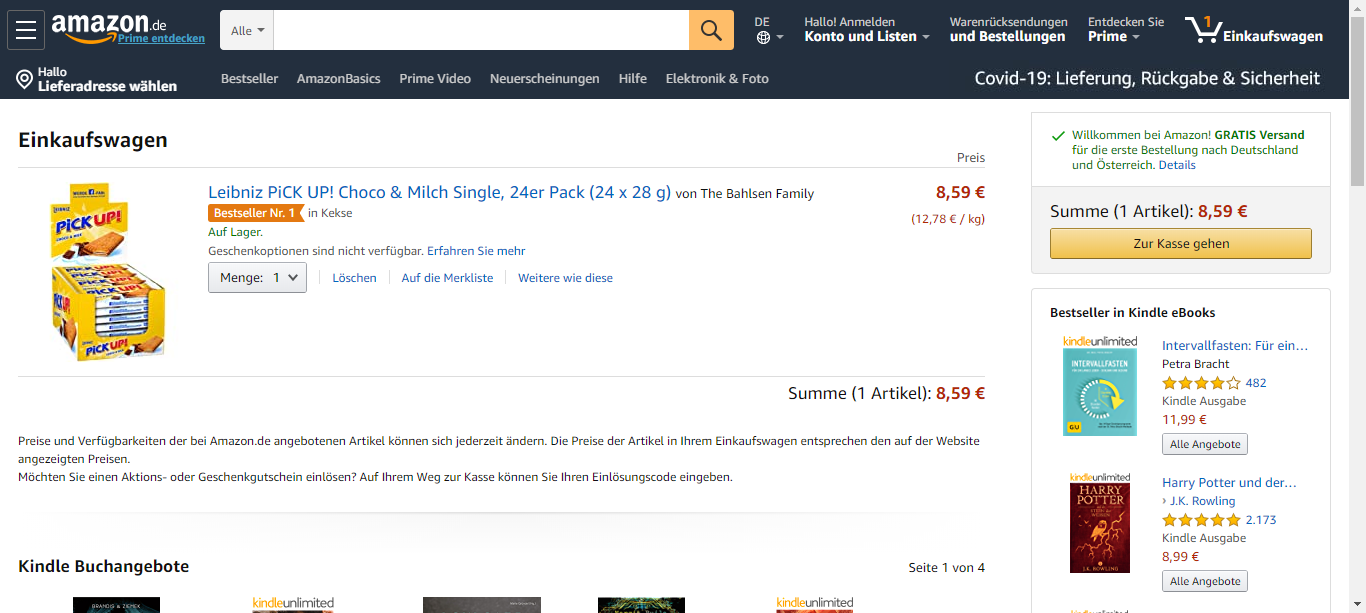 amazon.de
Prime entdecken
Alle
DE
Hallo! Anmelden
Konto und Listen
Warenrücksendungen
und Bestellungen
Entdecken Sie
Prime
1
Einkaufswagen
Hallo
Lieferadresse wählen
Bestseller
AmazonBasics
Prime Video
Neuerscheinungen
Hilfe
Elektronik & Foto
Covid-19: Lieferung, Rückgabe & Sicherheit
Einkaufswagen
Preis
LEIBNIZ
PiCK UP!
CHOCO & MILK
PiCK UP!
PiCK UP!
Leibniz PiCK UP! Choco & Milch Single, 24er Pack (24 x 28 g) von The Bahlsen Family
8,59 €
Bestseller Nr. 1 in Kekse
(12,78 € / kg)
Auf Lager.
Geschenkoptionen sind nicht verfügbar. Erfahren Sie mehr
Menge: 1
Löschen
Auf die Merkliste
Weitere wie diese
Summe (1 Artikel): 8,59 €
Preise und Verfügbarkeiten der bei Amazon.de angebotenen Artikel können sich jederzeit ändern. Die Preise der Artikel in Ihrem Einkaufswagen entsprechen den auf der Website
angezeigten Preisen.
Möchten Sie einen Aktions- oder Geschenkgutschein einlösen? Auf Ihrem Weg zur Kasse können Sie Ihren Einlösungscode eingeben.
Kindle Buchangebote
Seite 1 von 4
BRANDIS & ZIEMEK
kindleunlimited
kindleunlimited
Willkommen bei Amazon! GRATIS Versand
für die erste Bestellung nach Deutschland
und Österreich. Details
Summe (1 Artikel): 8,59 €
Zur Kasse gehen
Bestseller in Kindle eBooks
kindleunlimited
INTERVALLFASTEN
GU
Intervallfasten: Für ein…
Petra Bracht
482
Kindle Ausgabe
11,99 €
Alle Angebote
kindleunlimited
HARRY
POTTER
J.K. ROWLING
Harry Potter und der…
› J.K. Rowling
2.173
Kindle Ausgabe
8,99 €
Alle Angebote